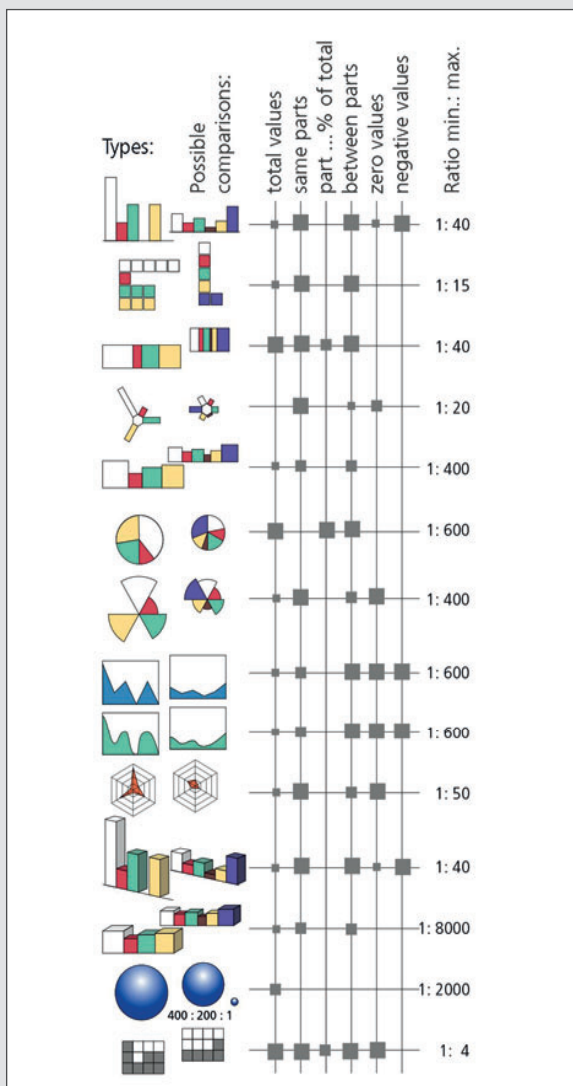 Types:
Possible
comparisons:
total values
same parts
part ... % of total
between parts
zero values
negative values
Ratio min.: max.
1: 40
1: 15
1: 40
1: 20
1: 400
1: 600
1: 400
1: 600
1: 600
1: 50
1: 40
1: 8000
400 : 200 : 1
1: 2000
1: 4